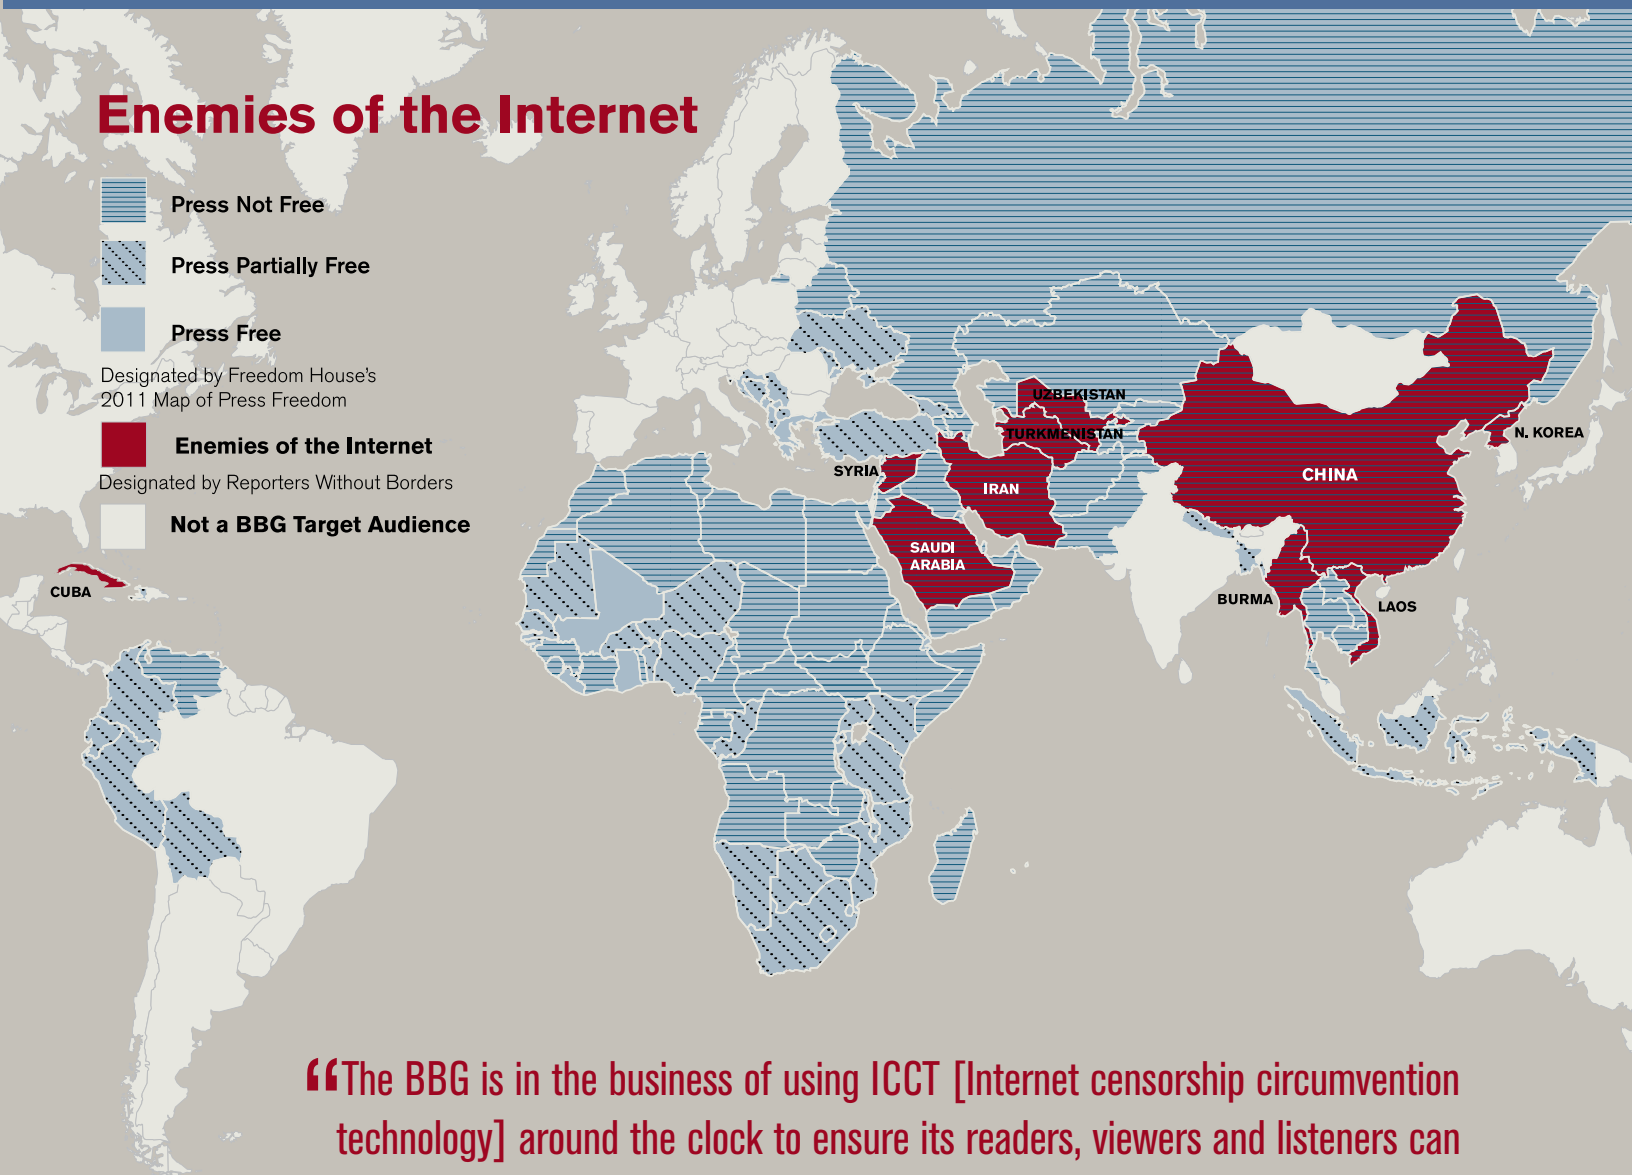 Enemies of the Internet
Press Not Free
Press Partially Free
Press Free
Designated by Freedom House's
2011 Map of Press Freedom
Enemies of the Internet
Designated by Reporters Without Borders
Not a BBG Target Audience
CUBA
UZBEKISTAN
TURKMENISTAN
SYRIA
IRAN
SAUDI
ARABIA
CHINA
N. KOREA
BURMA
LAOS
“The BBG is in the business of using ICCT [Internet censorship circumvention
technology] around the clock to ensure its readers, viewers and listeners can